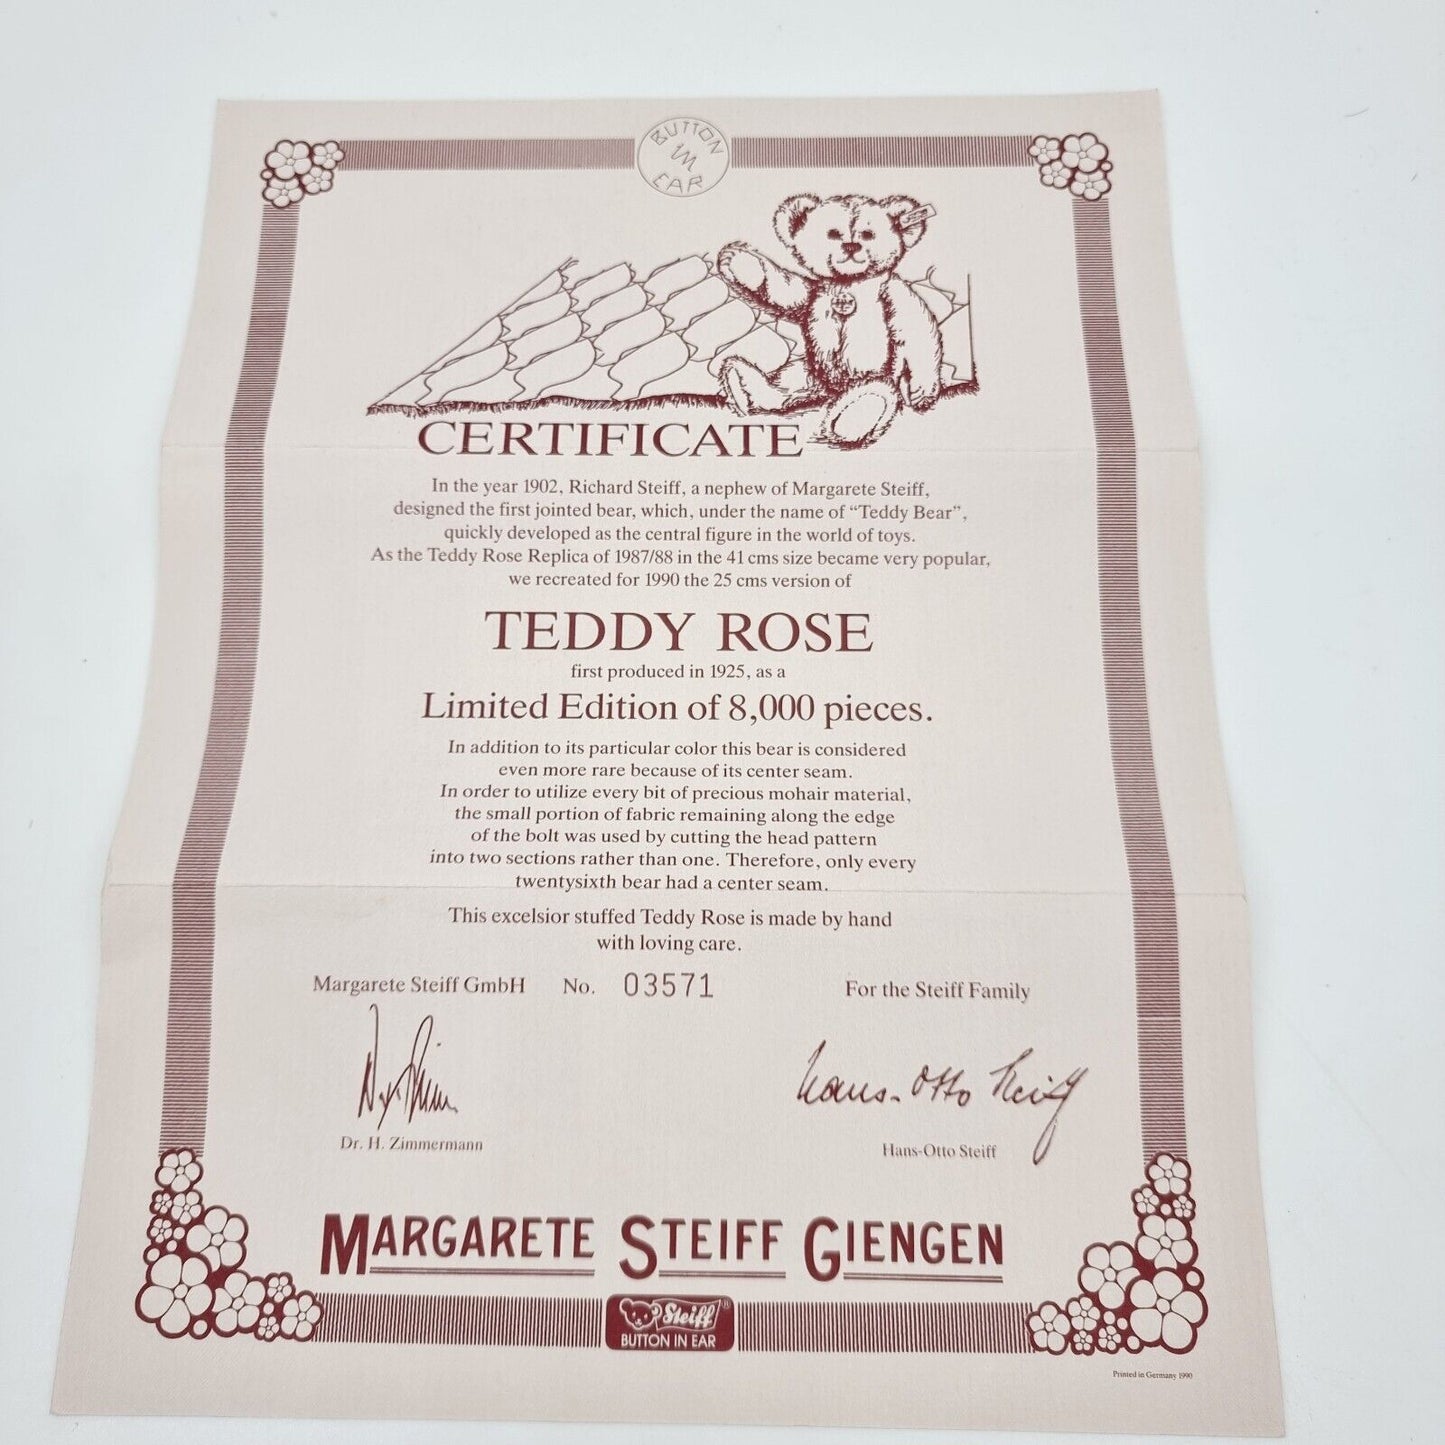 BUTTON
in
EAR
CERTIFICATE
In the year 1902, Richard Steiff, a nephew of Margarete Steiff,
designed the first jointed bear, which, under the name of “Teddy Bear”,
quickly developed as the central figure in the world of toys.
As the Teddy Rose Replica of 1987/88 in the 41 cms size became very popular,
we recreated for 1990 the 25 cms version of
TEDDY ROSE
first produced in 1925, as a
Limited Edition of 8,000 pieces.
In addition to its particular color this bear is considered
even more rare because of its center seam.
In order to utilize every bit of precious mohair material,
the small portion of fabric remaining along the edge
of the bolt was used by cutting the head pattern
into two sections rather than one. Therefore, only every
twentysixth bear had a center seam.
This excelsior stuffed Teddy Rose is made by hand
with loving care.
Margarete Steiff GmbH No. 03571 For the Steiff Family
Hans-Otto Steiff
Dr. H. Zimmermann Hans-Otto Steiff
MARGARETE STEIFF GIENGEN
Steiff®
BUTTON IN EAR
Printed in Germany 1990